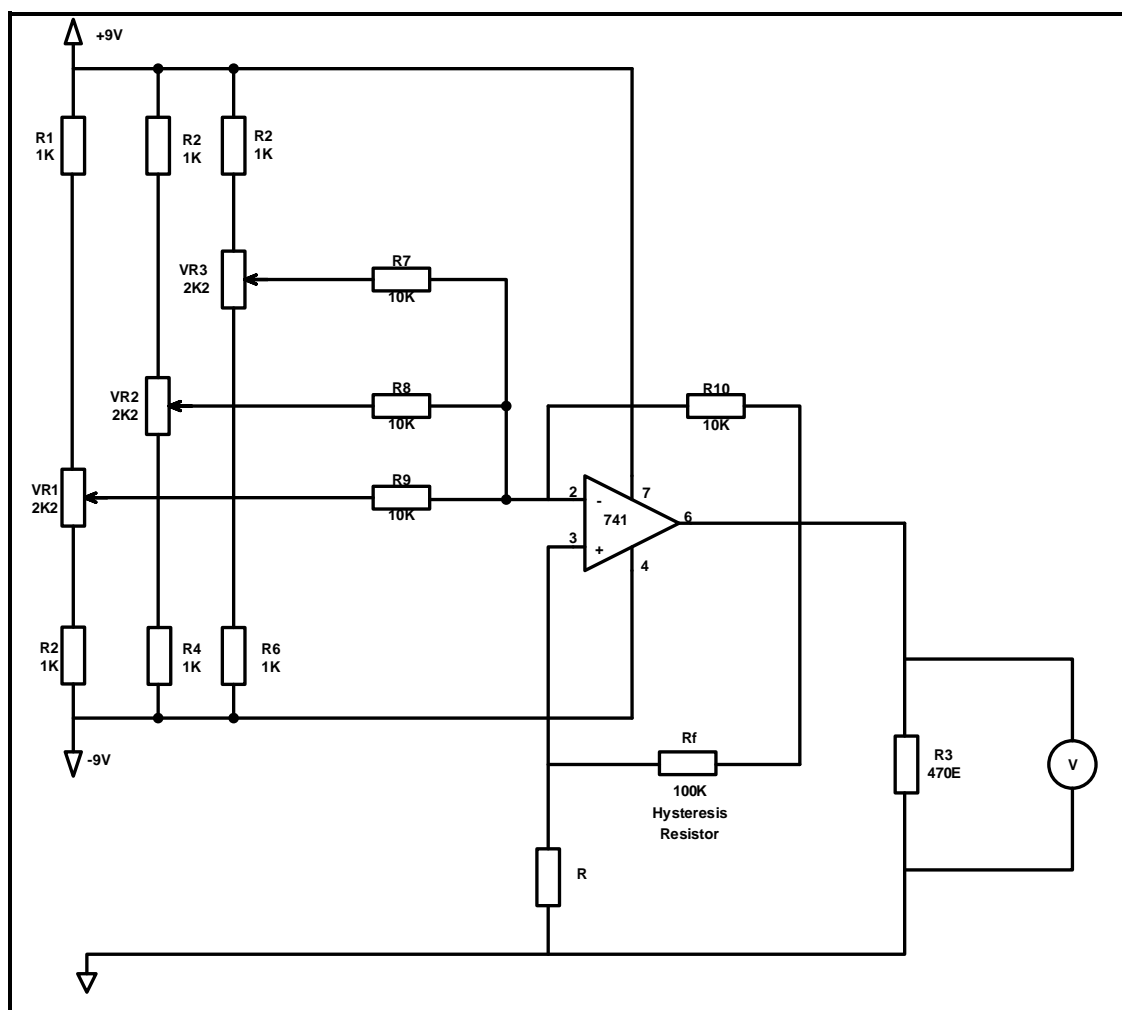 +9V
R1
1K
R2
1K
R2
1K
VR3
2K2
R7
10K
VR2
2K2
R8
10K
R10
10K
VR1
2K2
R9
10K
2
-
7
741
6
3
+
4
R2
1K
R4
1K
R6
1K
-9V
Rf
100K
Hysteresis
Resistor
R3
470E
V
R